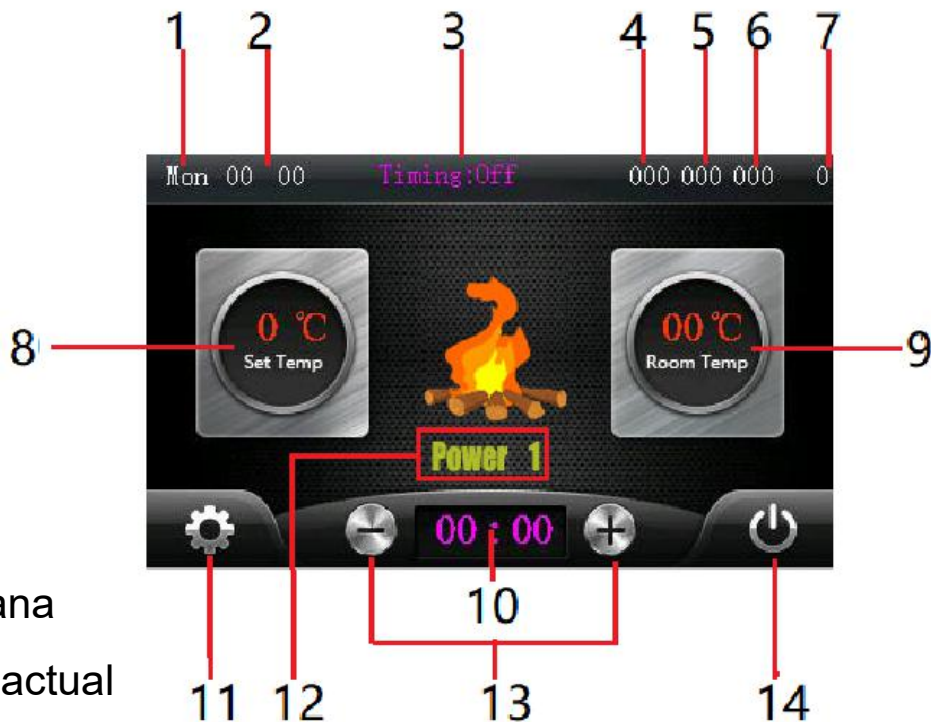 1 2 3 4 5 6 7
Mon 00 00 Timing:Off 000 000 000 0
8 0 ℃ 00 ℃ 9
Set Temp Room Temp
Power 1
00 : 00
ana
10
actual
11 12 13 14